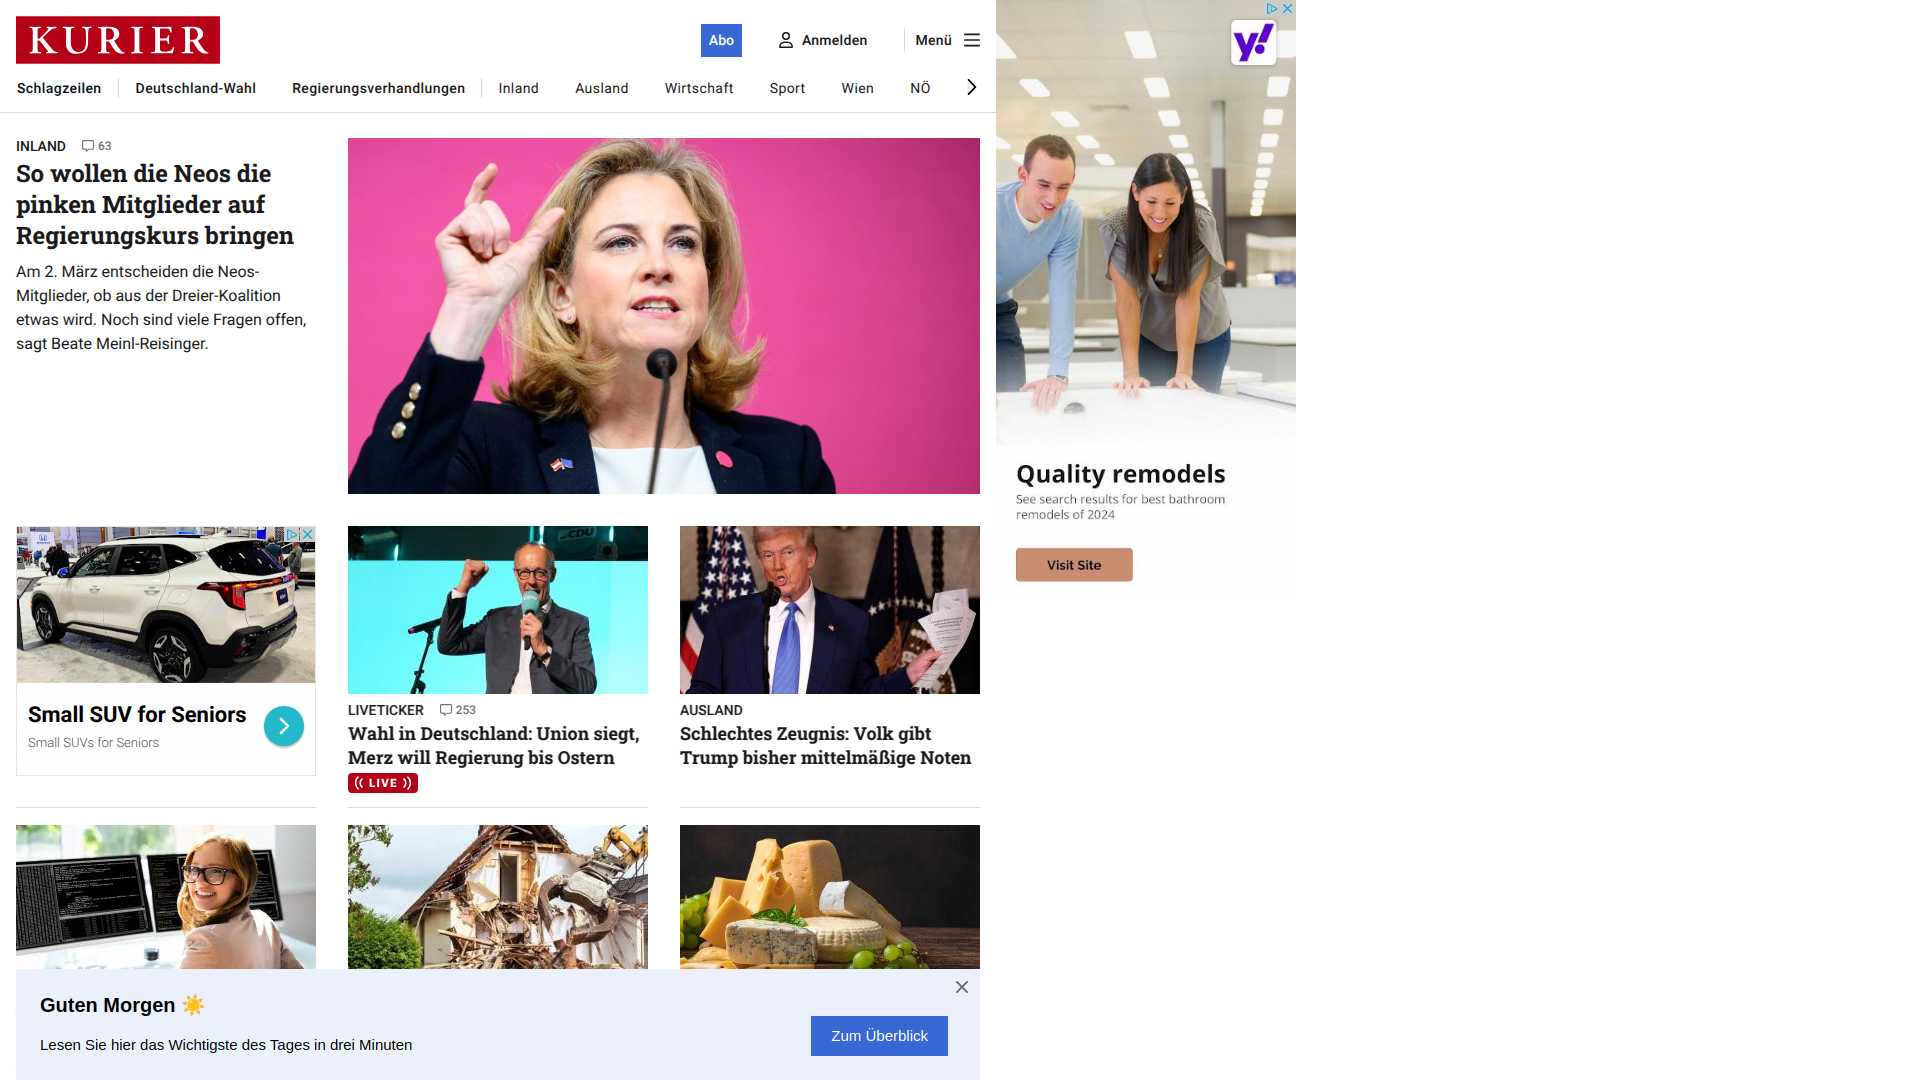 KURIER
Abo
Anmelden
Menü
Schlagzeilen
Deutschland-Wahl
Regierungsverhandlungen
Inland
Ausland
Wirtschaft
Sport
Wien
NÖ
INLAND 63
So wollen die Neos die
pinken Mitglieder auf
Regierungskurs bringen
Am 2. März entscheiden die Neos-
Mitglieder, ob aus der Dreier-Koalition
etwas wird. Noch sind viele Fragen offen,
sagt Beate Meinl-Reisinger.
y!
Quality remodels
See search results for best bathroom
remodels of 2024
Visit Site
Small SUV for Seniors
Small SUVs for Seniors
CDU
LIVETICKER 253
Wahl in Deutschland: Union siegt,
Merz will Regierung bis Ostern
LIVE
AUSLAND
Schlechtes Zeugnis: Volk gibt
Trump bisher mittelmäßige Noten
Guten Morgen ☀️
Lesen Sie hier das Wichtigste des Tages in drei Minuten
Zum Überblick